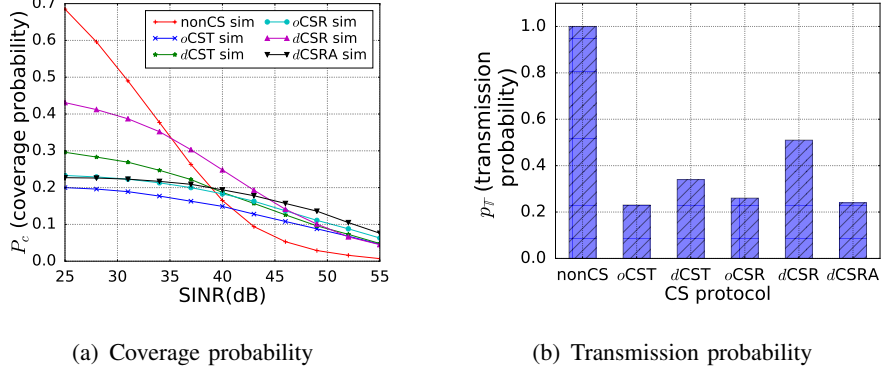 0.7
0.6
0.5
0.4
0.3
0.2
0.1
0.0
P_c (coverage probability)
nonCS sim
oCST sim
dCST sim
oCSR sim
dCSR sim
dCSRA sim
25 30 35 40 45 50 55
SINR(dB)
(a) Coverage probability
1.0
0.8
0.6
0.4
0.2
0.0
p_𝕋 (transmission
probability)
nonCS oCST dCST oCSR dCSR dCSRA
CS protocol
(b) Transmission probability